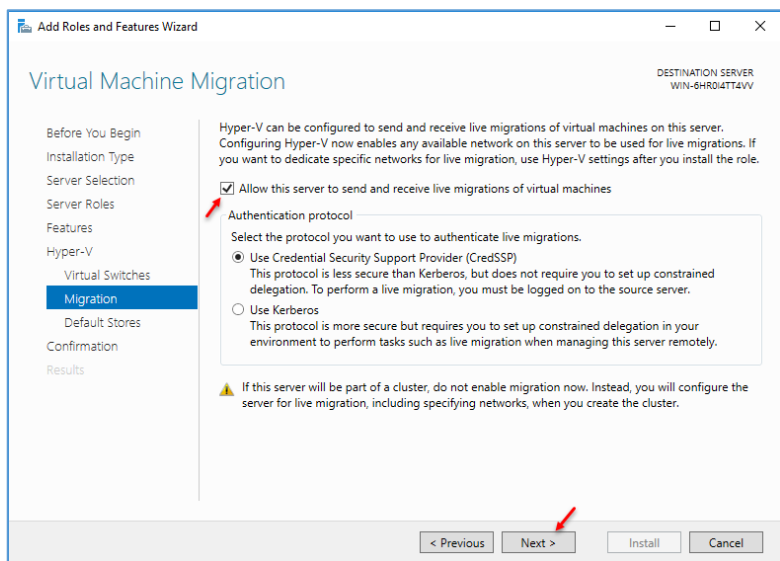 Add Roles and Features Wizard
Virtual Machine Migration
DESTINATION SERVER
WIN-6HR0I4TT4VV
Before You Begin
Installation Type
Server Selection
Server Roles
Features
Hyper-V
Virtual Switches
Migration
Default Stores
Confirmation
Results
Hyper-V can be configured to send and receive live migrations of virtual machines on this server.
Configuring Hyper-V now enables any available network on this server to be used for live migrations. If
you want to dedicate specific networks for live migration, use Hyper-V settings after you install the role.
Allow this server to send and receive live migrations of virtual machines
Authentication protocol
Select the protocol you want to use to authenticate live migrations.
Use Credential Security Support Provider (CredSSP)
This protocol is less secure than Kerberos, but does not require you to set up constrained
delegation. To perform a live migration, you must be logged on to the source server.
Use Kerberos
This protocol is more secure but requires you to set up constrained delegation in your
environment to perform tasks such as live migration when managing this server remotely.
If this server will be part of a cluster, do not enable migration now. Instead, you will configure the
server for live migration, including specifying networks, when you create the cluster.
< Previous
Next >
Install
Cancel